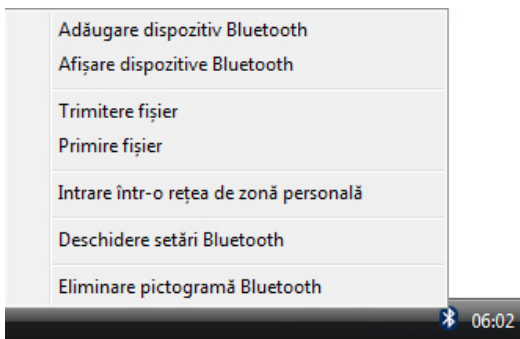 Adăugare dispozitiv Bluetooth
Afișare dispozitive Bluetooth
Trimitere fișier
Primire fișier
Intrare într-o rețea de zonă personală
Deschidere setări Bluetooth
Eliminare pictogramă Bluetooth
06:02